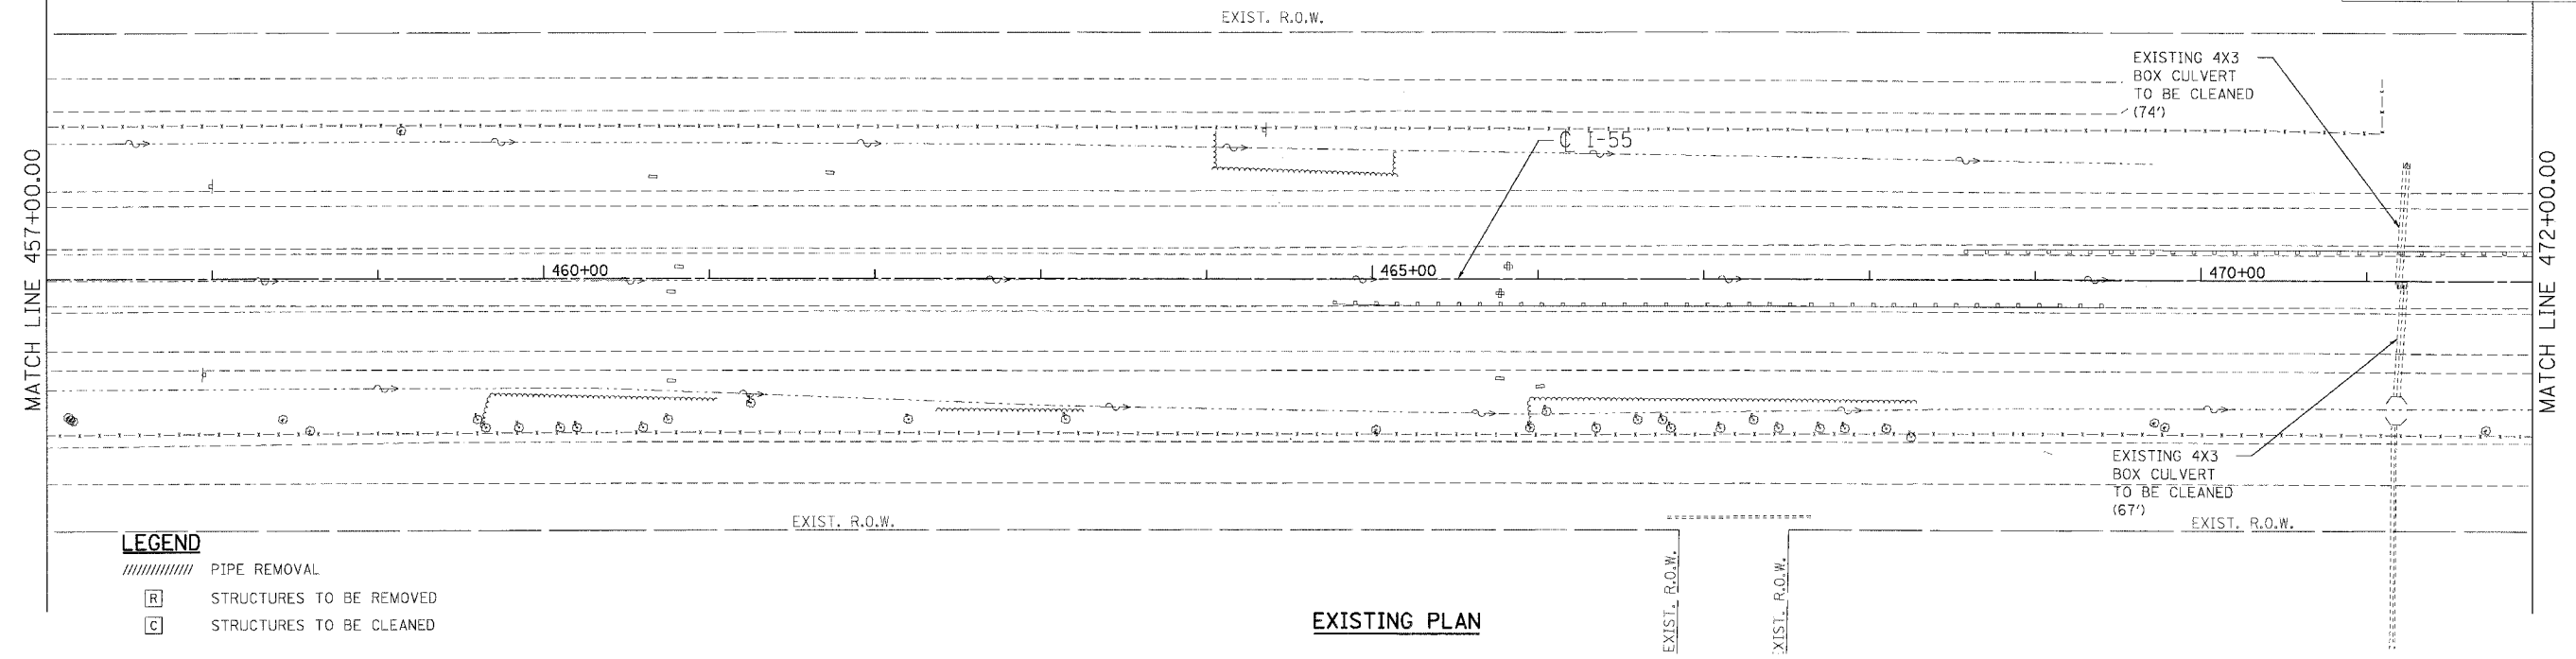 EXIST. R.O.W.
EXISTING 4X3
BOX CULVERT
TO BE CLEANED
(74')
℄ I-55
MATCH LINE 457+00.00
460+00
465+00
470+00
MATCH LINE 472+00.00
EXISTING 4X3
BOX CULVERT
TO BE CLEANED
(67')
EXIST. R.O.W.
EXIST. R.O.W.
LEGEND
PIPE REMOVAL
R STRUCTURES TO BE REMOVED
C STRUCTURES TO BE CLEANED
EXISTING PLAN
EXIST. R.O.W.
EXIST. R.O.W.